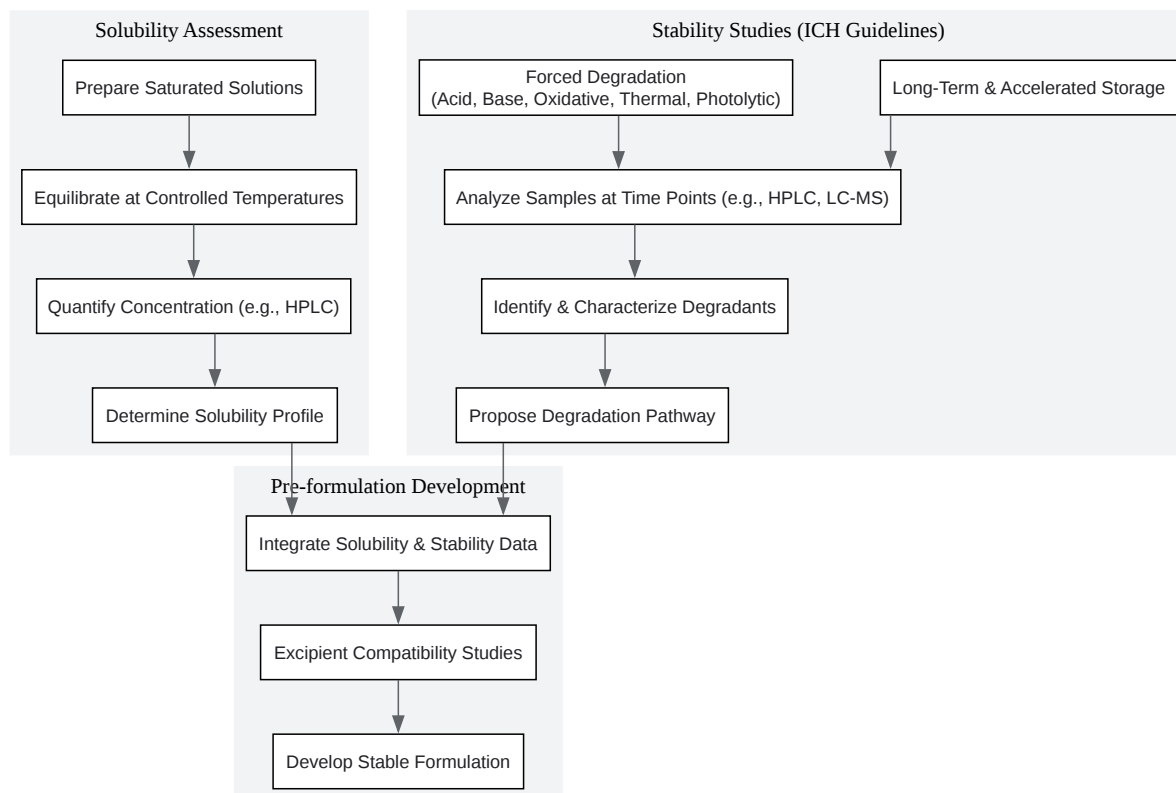 Solubility Assessment
Prepare Saturated Solutions
Equilibrate at Controlled Temperatures
Quantify Concentration (e.g., HPLC)
Determine Solubility Profile
Stability Studies (ICH Guidelines)
Forced Degradation
(Acid, Base, Oxidative, Thermal, Photolytic)
Long-Term & Accelerated Storage
Analyze Samples at Time Points (e.g., HPLC, LC-MS)
Identify & Characterize Degradants
Propose Degradation Pathway
Pre-formulation Development
Integrate Solubility & Stability Data
Excipient Compatibility Studies
Develop Stable Formulation